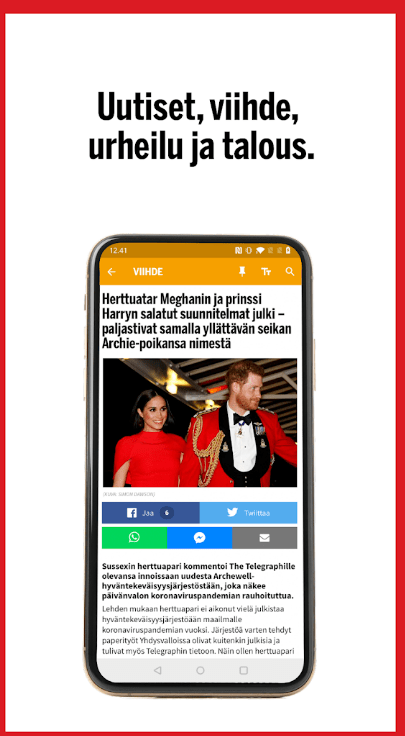 Uutiset, viihde,
urheilu ja talous.
12.41
VIIHDE
Tт
Herttuatar Meghanin ja prinssi
Harryn salatut suunnitelmat julki –
paljastivat samalla yllättävän seikan
Archie-poikansa nimestä
Jaa 6
Twiittaa
Sussexin herttuapari kommentoi The Telegraphille
olevansa innoissaan uudesta Archewell-
hyväntekeväisyysjärjestöstään, joka näkee
päivänvalon koronaviruspandemian rauhoituttua.
Lehden mukaan herttuapari ei aikonut vielä julkistaa
hyväntekeväisyysjärjestöään maailmalle
koronaviruspandemian vuoksi. Järjestöä varten tehdyt
paperityöt Yhdysvalloissa olivat kuitenkin julkisia ja
tulivat myös Telegraphin tietoon. Näin ollen herttuapari